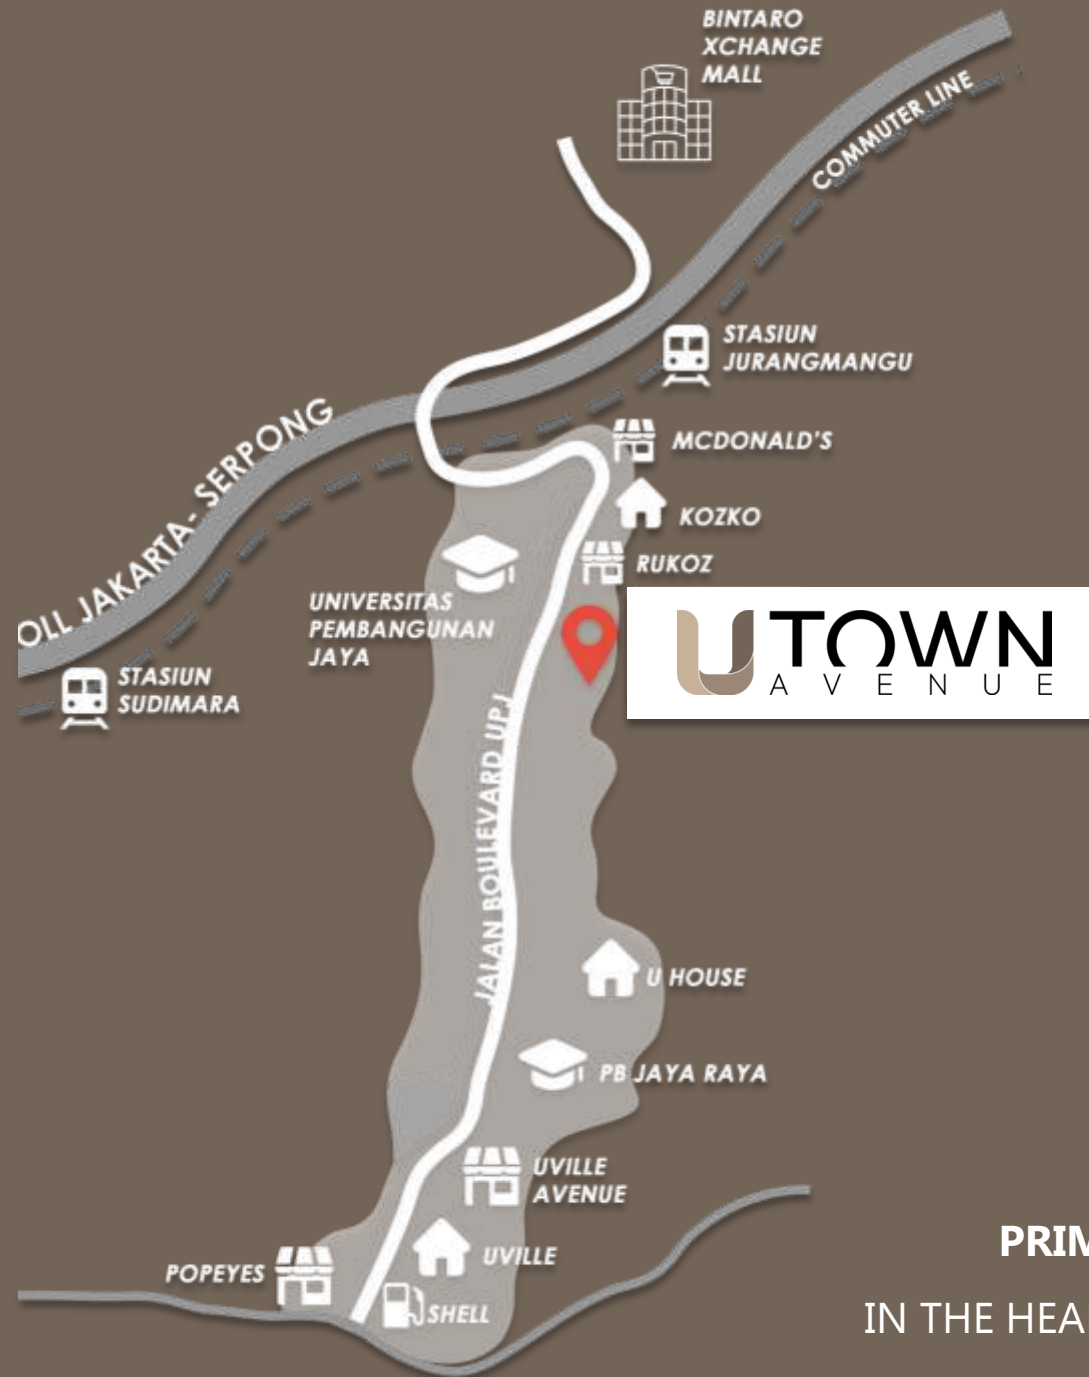 BINTARO
XCHANGE
MALL
COMMUTER LINE
STASIUN
JURANGMANGU
OLL JAKARTA- SERPONG
MCDONALD'S
KOZKO
RUKOZ
UNIVERSITAS
PEMBANGUNAN
JAYA
U TOWN
AVENUE
STASIUN
SUDIMARA
JALAN BOULEVARD UPJ
U HOUSE
PB JAYA RAYA
UVILLE
AVENUE
UVILLE
POPEYES
SHELL
PRIM
IN THE HEA